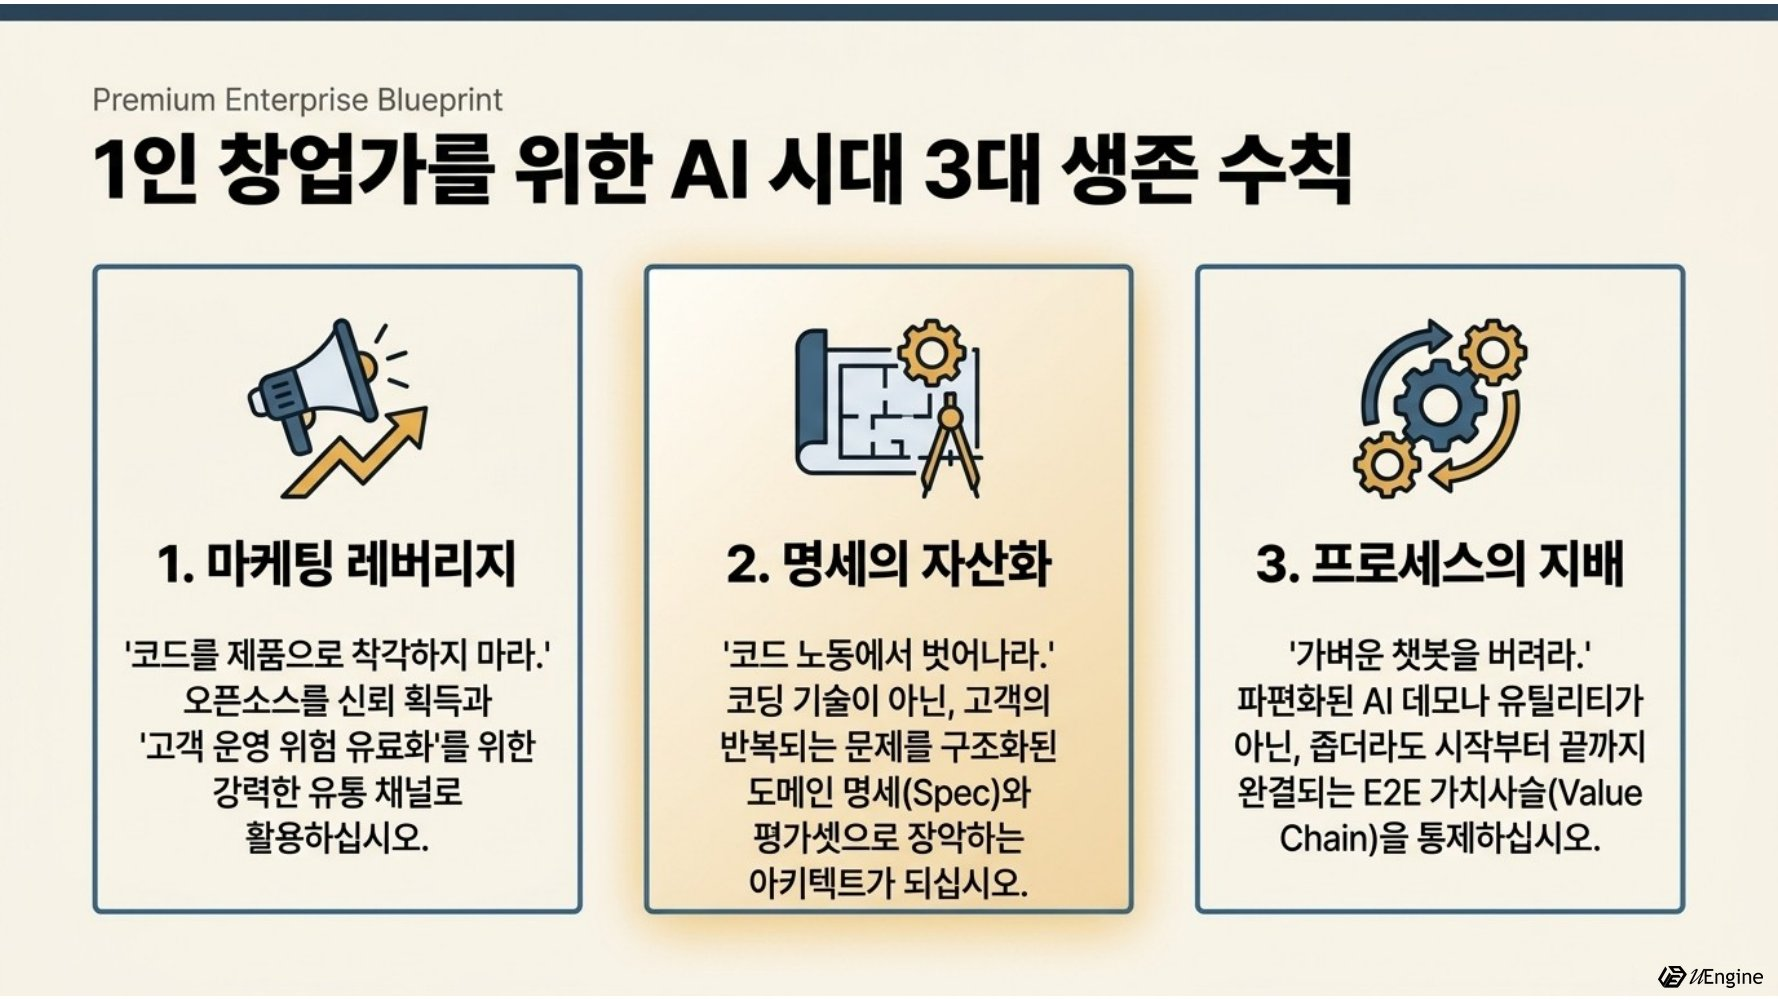 Premium Enterprise Blueprint
1인 창업가를 위한 AI 시대 3대 생존 수칙
1. 마케팅 레버리지
'코드를 제품으로 착각하지 마라.'
오픈소스를 신뢰 획득과
'고객 운영 위험 유료화'를 위한
강력한 유통 채널로
활용하십시오.
2. 명세의 자산화
'코드 노동에서 벗어나라.'
코딩 기술이 아닌, 고객의
반복되는 문제를 구조화된
도메인 명세(Spec)와
평가셋으로 장악하는
아키텍트가 되십시오.
3. 프로세스의 지배
'가벼운 챗봇을 버려라.'
파편화된 AI 데모나 유틸리티가
아닌, 좁더라도 시작부터 끝까지
완결되는 E2E 가치사슬(Value
Chain)을 통제하십시오.
uEngine